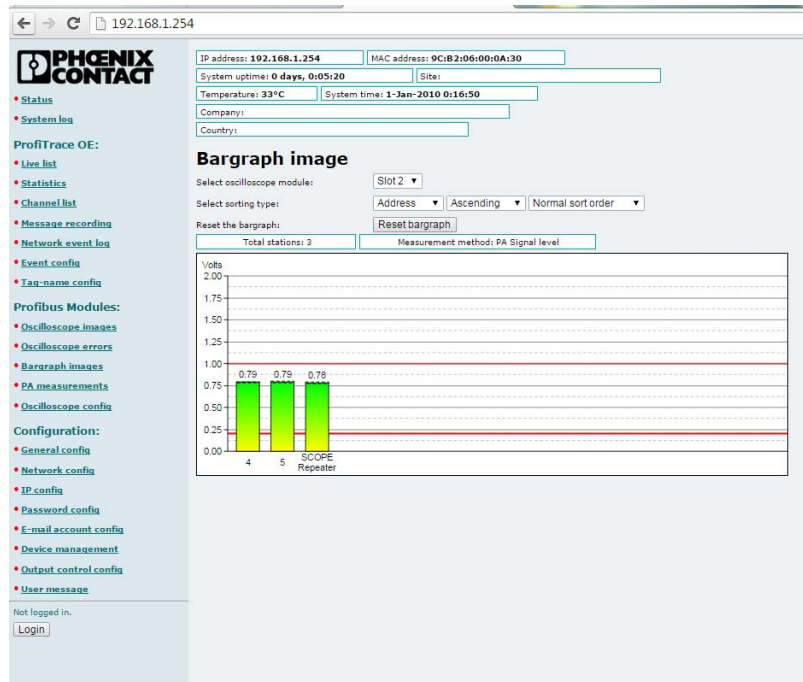 192.168.1.254
PHŒNIX
CONTACT
Status
System log
ProfiTrace OE:
Live list
Statistics
Channel list
Message recording
Network event log
Event config
Tag-name config
Profibus Modules:
Oscilloscope images
Oscilloscope errors
Bargraph images
PA measurements
Oscilloscope config
Configuration:
General config
Network config
IP config
Password config
E-mail account config
Device management
Output control config
User message
Not logged in.
Login
IP address: 192.168.1.254 MAC address: 9C:B2:06:00:0A:30
System uptime: 0 days, 0:05:20 Site:
Temperature: 33°C System time: 1-Jan-2010 0:16:50
Company:
Country:
Bargraph image
Select oscilloscope module: Slot 2
Select sorting type: Address Ascending Normal sort order
Reset the bargraph: Reset bargraph
Total stations: 3 Measurement method: PA Signal level
Volts
2.00
1.75
1.50
1.25
1.00
0.79 0.79 0.78
0.75
0.50
0.25
0.00
4 5 SCOPE
Repeater